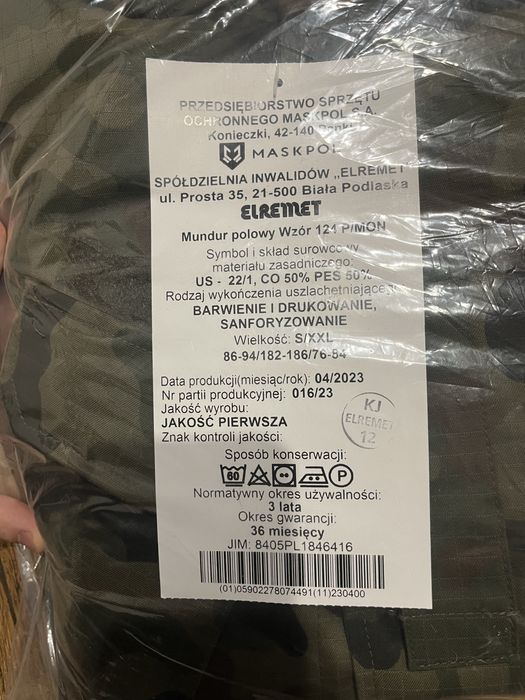 PRZEDSIĘBIORSTWO SPRZĘTU
OCHRONNEGO MASKPOL S.A.
Konieczki, 42-140
MASKPOL
SPÓŁDZIELNIA INWALIDÓW „ELREMET
ul. Prosta 35, 21-500 Biała Podlaska
ELREMET
Mundur polowy Wzór 124 P/MON
Symbol i skład surowcowy
materiału zasadniczego:
US - 22/1, CO 50% PES 50%
Rodzaj wykończenia uszlachetniającego:
BARWIENIE I DRUKOWANIE,
SANFORYZOWANIE
Wielkość: S/XXL
86-94/182-186/76-84
Data produkcji(miesiąc/rok): 04/2023
Nr partii produkcyjnej: 016/23
Jakość wyrobu:
JAKOŚĆ PIERWSZA
Znak kontroli jakości:
KJ
ELREMET
12
Sposób konserwacji:
60 P
Normatywny okres używalności:
3 lata
Okres gwarancji:
36 miesięcy
JIM: 8405PL1846416
(01)05902278074491(11)230400